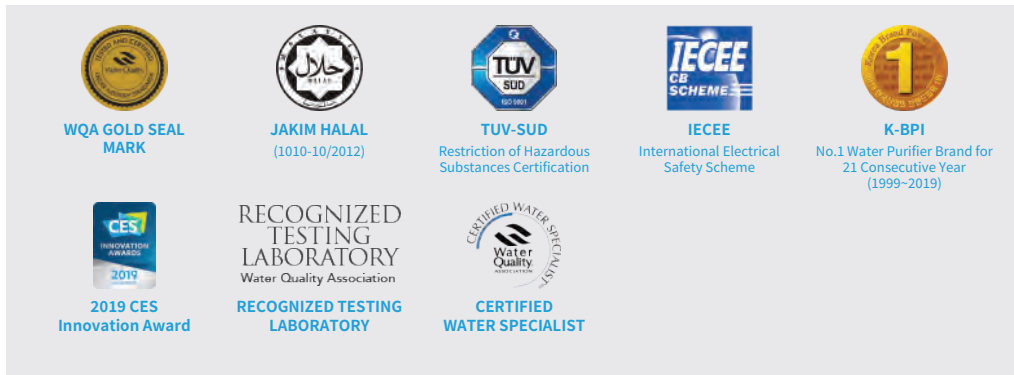 TESTED AND CERTIFIED
Water Quality
MALAYSIA
حلال
HALAL
TÜV
SUD
ISO 9001
IECEE
CB
SCHEME
Korea Brand Power
1
WQA GOLD SEAL
MARK
JAKIM HALAL
(1010-10/2012)
TUV-SUD
Restriction of Hazardous
Substances Certification
IECEE
International Electrical
Safety Scheme
K-BPI
No.1 Water Purifier Brand for
21 Consecutive Year
(1999~2019)
CES
INNOVATION
AWARDS
2019
RECOGNIZED
TESTING
LABORATORY
Water Quality Association
CERTIFIED WATER SPECIALIST
Water
Quality
ASSOCIATION
2019 CES
Innovation Award
RECOGNIZED TESTING
LABORATORY
CERTIFIED
WATER SPECIALIST